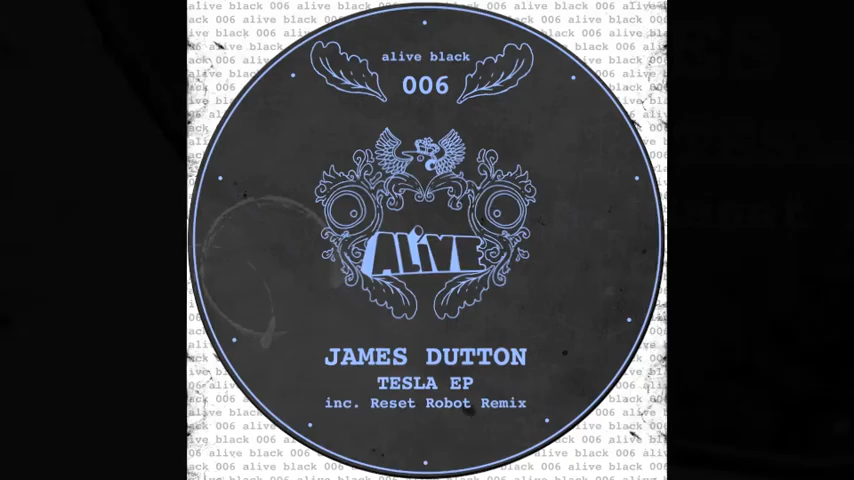 alive black
006
ALiVE
JAMES DUTTON
TESLA EP
inc. Reset Robot Remix